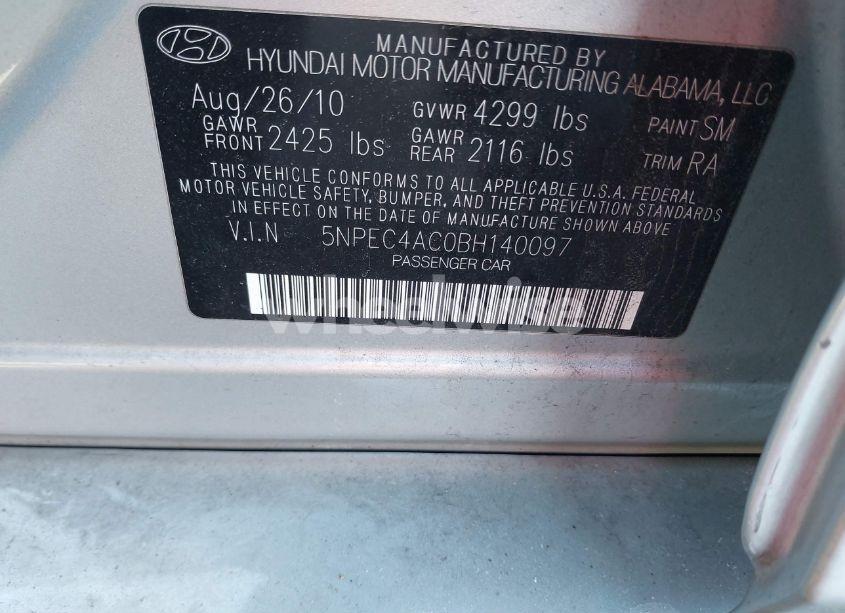 MANUFACTURED BY
HYUNDAI MOTOR MANUFACTURING ALABAMA, LLC
Aug/26/10 GVWR 4299 lbs PAINT SM
GAWR FRONT 2425 lbs GAWR REAR 2116 lbs TRIM RA
THIS VEHICLE CONFORMS TO ALL APPLICABLE U.S.A. FEDERAL
MOTOR VEHICLE SAFETY, BUMPER, AND THEFT PREVENTION STANDARDS
IN EFFECT ON THE DATE OF MANUFACTURE SHOWN ABOVE
V.I.N 5NPEC4AC0BH140097
PASSENGER CAR
wheelwise